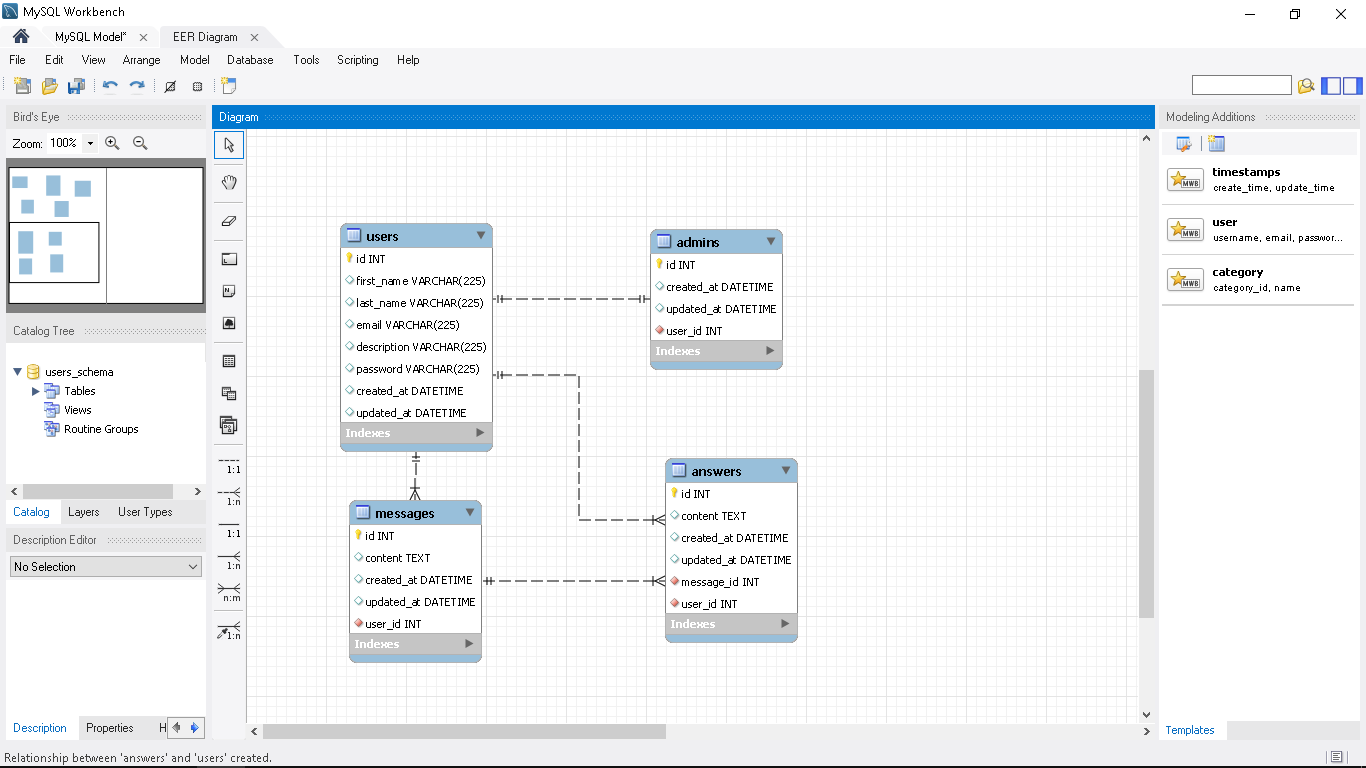 MySQL Workbench
MySQL Model*
EER Diagram
File Edit View Arrange Model Database Tools Scripting Help
Bird's Eye
Zoom: 100%
Catalog Tree
users_schema
Tables
Views
Routine Groups
Catalog Layers User Types
Description Editor
No Selection
Description Properties H
Diagram
1:1
1:n
1:1
1:n
n:m
1:n
users
id INT
first_name VARCHAR(225)
last_name VARCHAR(225)
email VARCHAR(225)
description VARCHAR(225)
password VARCHAR(225)
created_at DATETIME
updated_at DATETIME
Indexes
admins
id INT
created_at DATETIME
updated_at DATETIME
user_id INT
Indexes
messages
id INT
content TEXT
created_at DATETIME
updated_at DATETIME
user_id INT
Indexes
answers
id INT
content TEXT
created_at DATETIME
updated_at DATETIME
message_id INT
user_id INT
Indexes
Modeling Additions
MWB
timestamps
create_time, update_time
MWB
user
username, email, passwor...
MWB
category
category_id, name
Templates
Relationship between 'answers' and 'users' created.